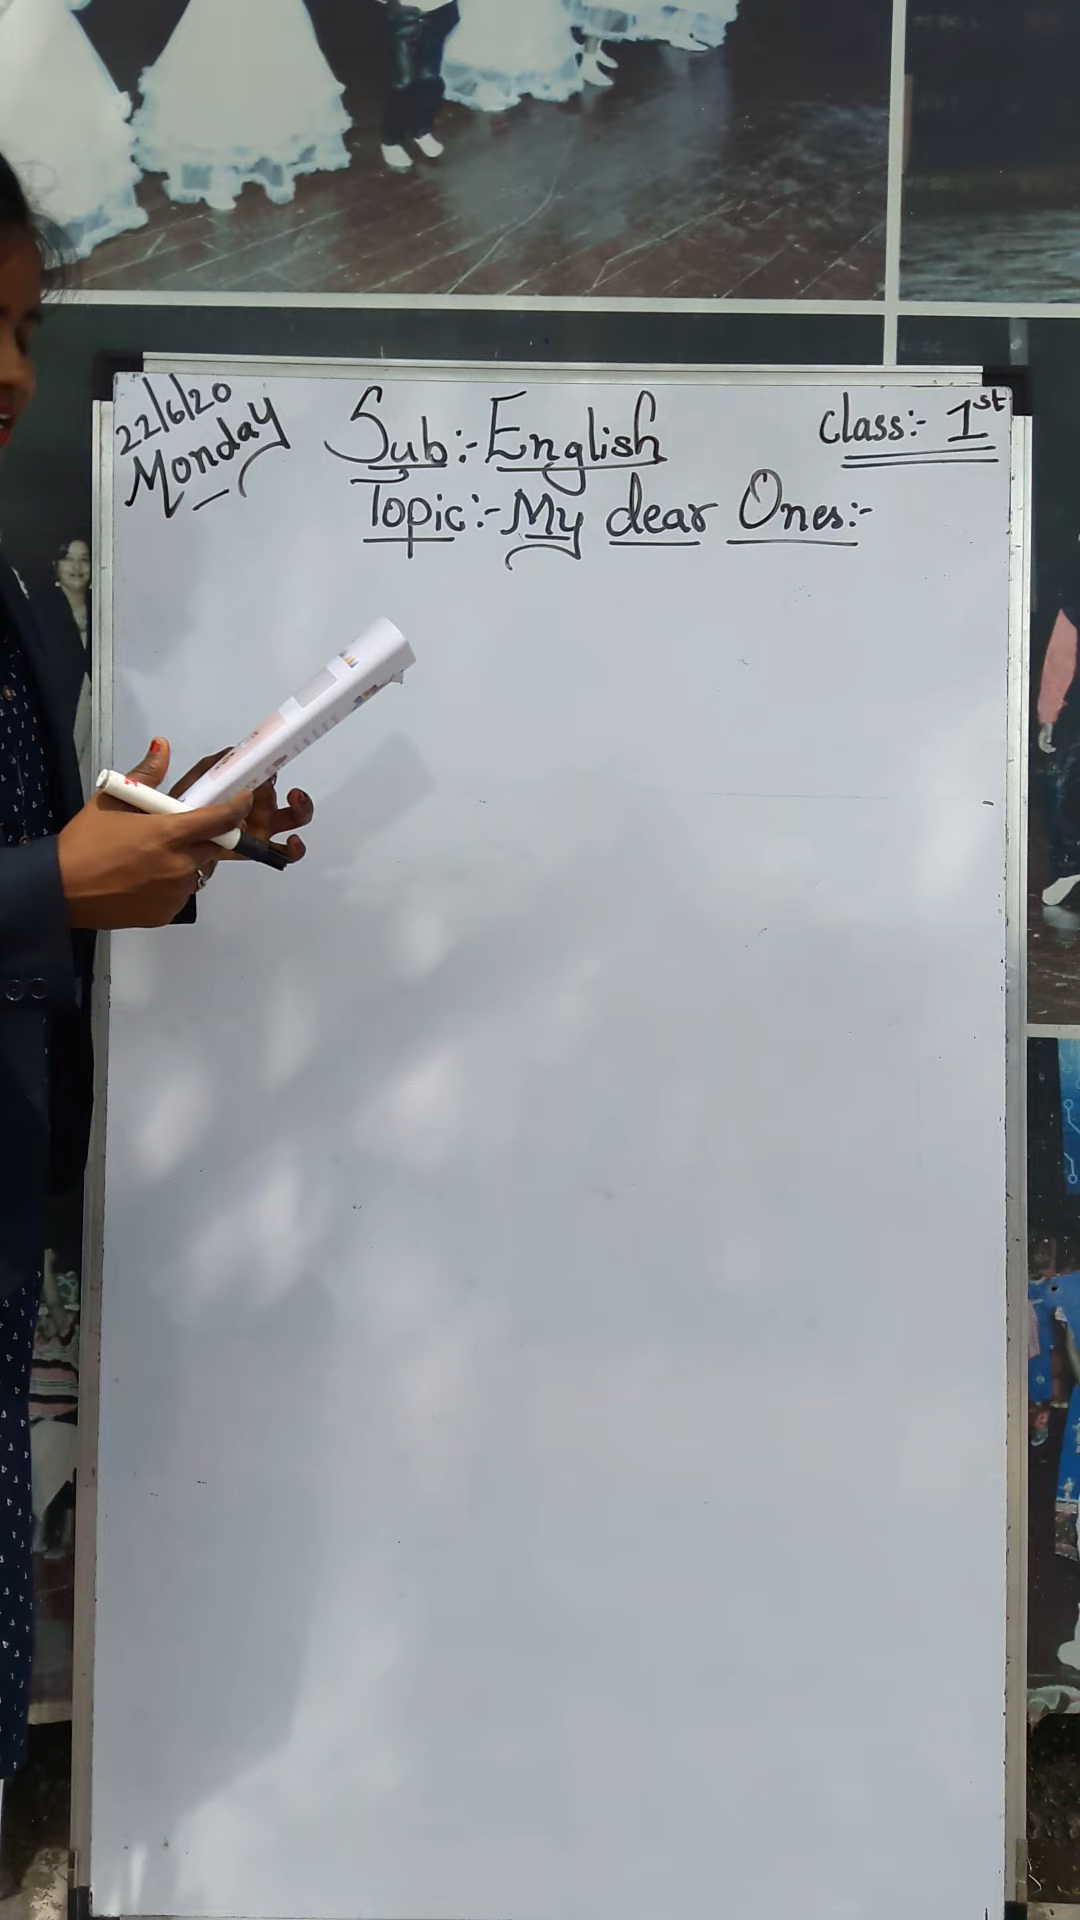 22/6/20
Monday
Sub:- English
Class:- 1st
Topic:- My dear Ones:-